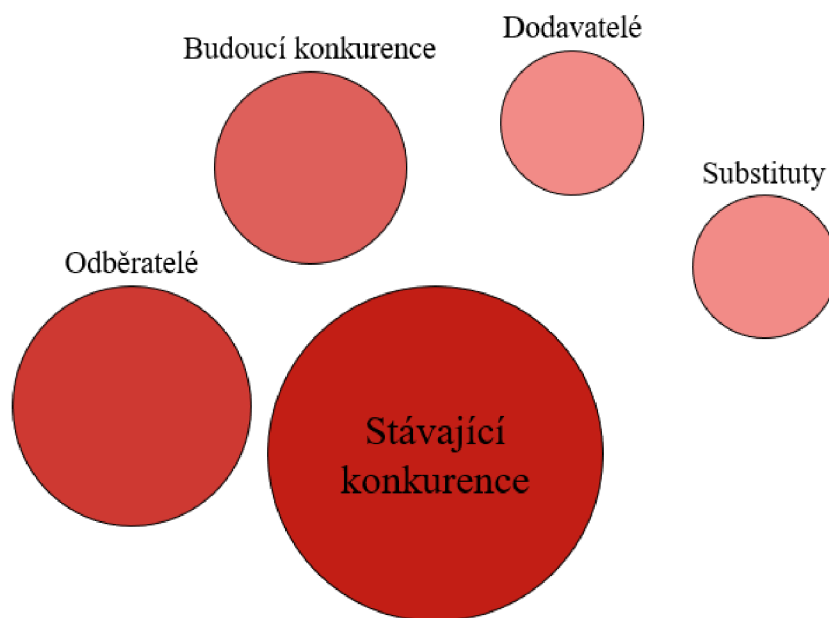 Dodavatelé
Budoucí konkurence
Substituty
Odběratelé
Stávající
konkurence